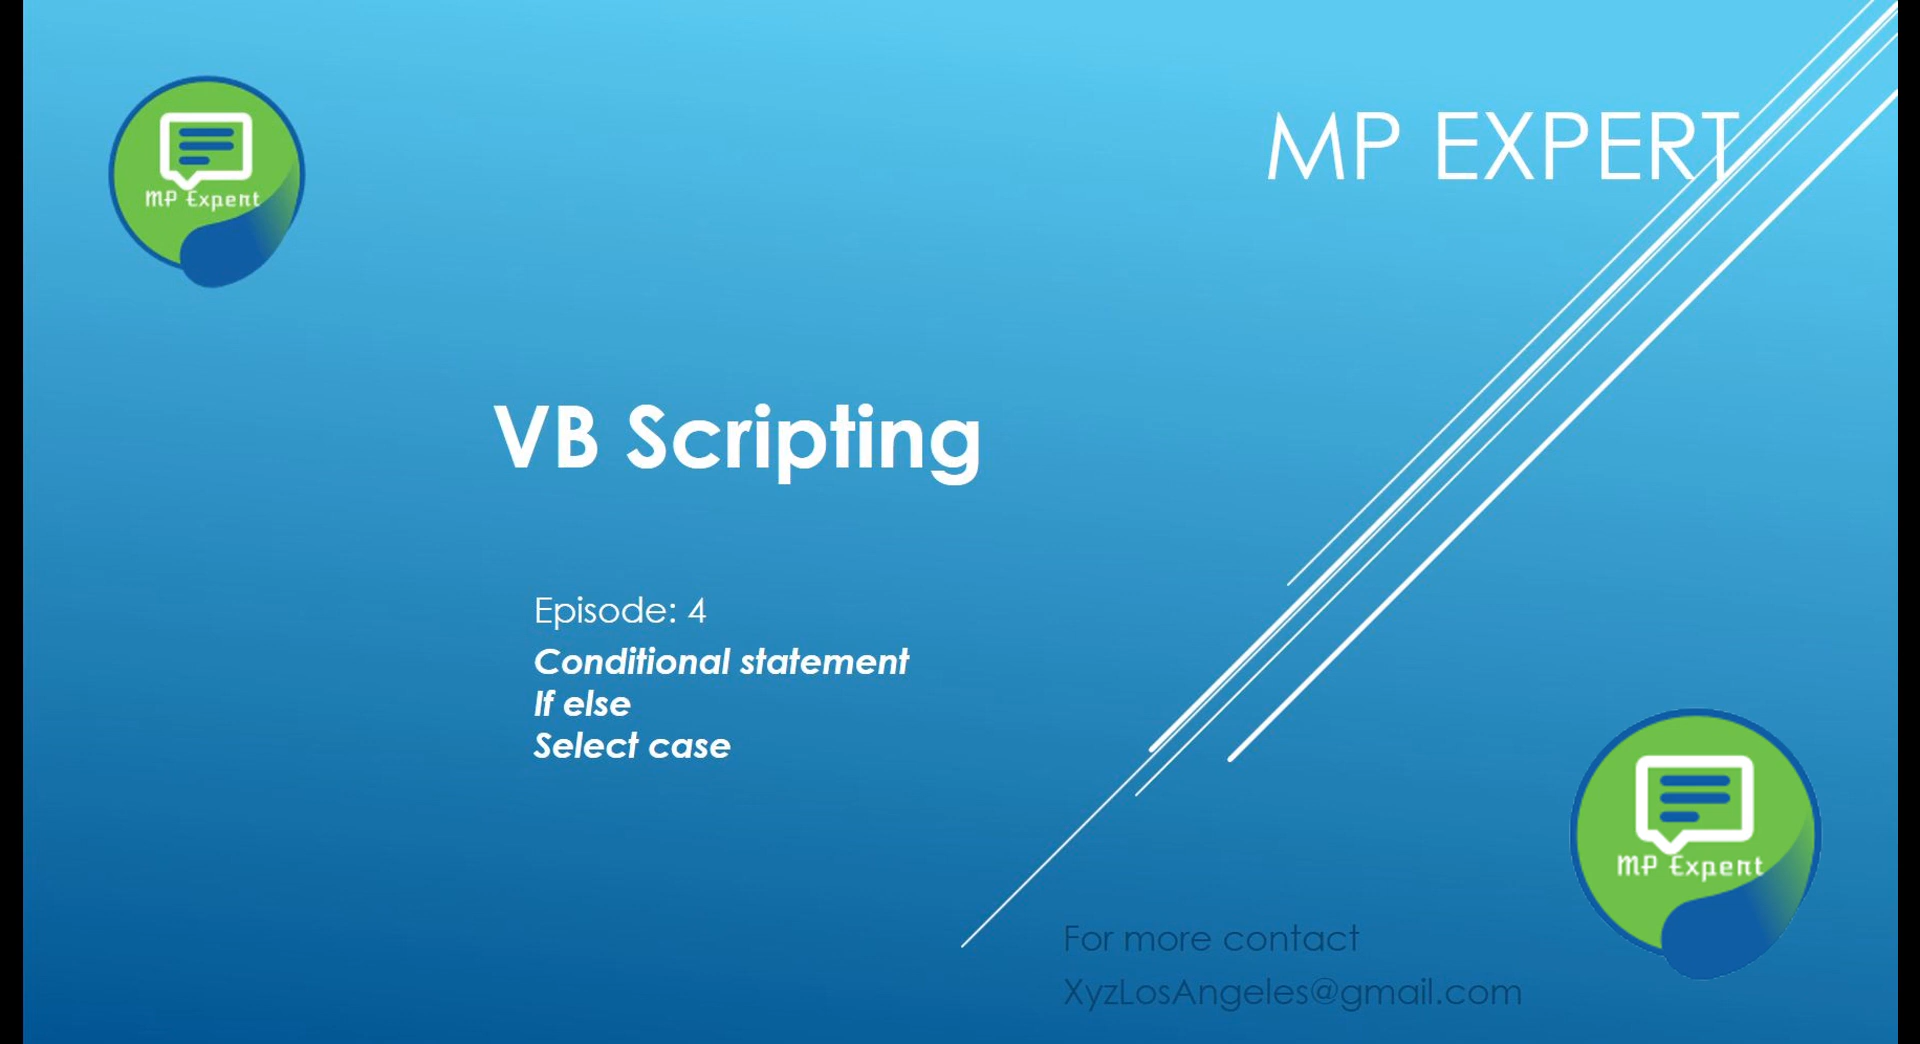 MP Expert
MP EXPERT
VB Scripting
Episode: 4
Conditional statement
If else
Select case
MP Expert
For more contact
XyzLosAngeles@gmail.com